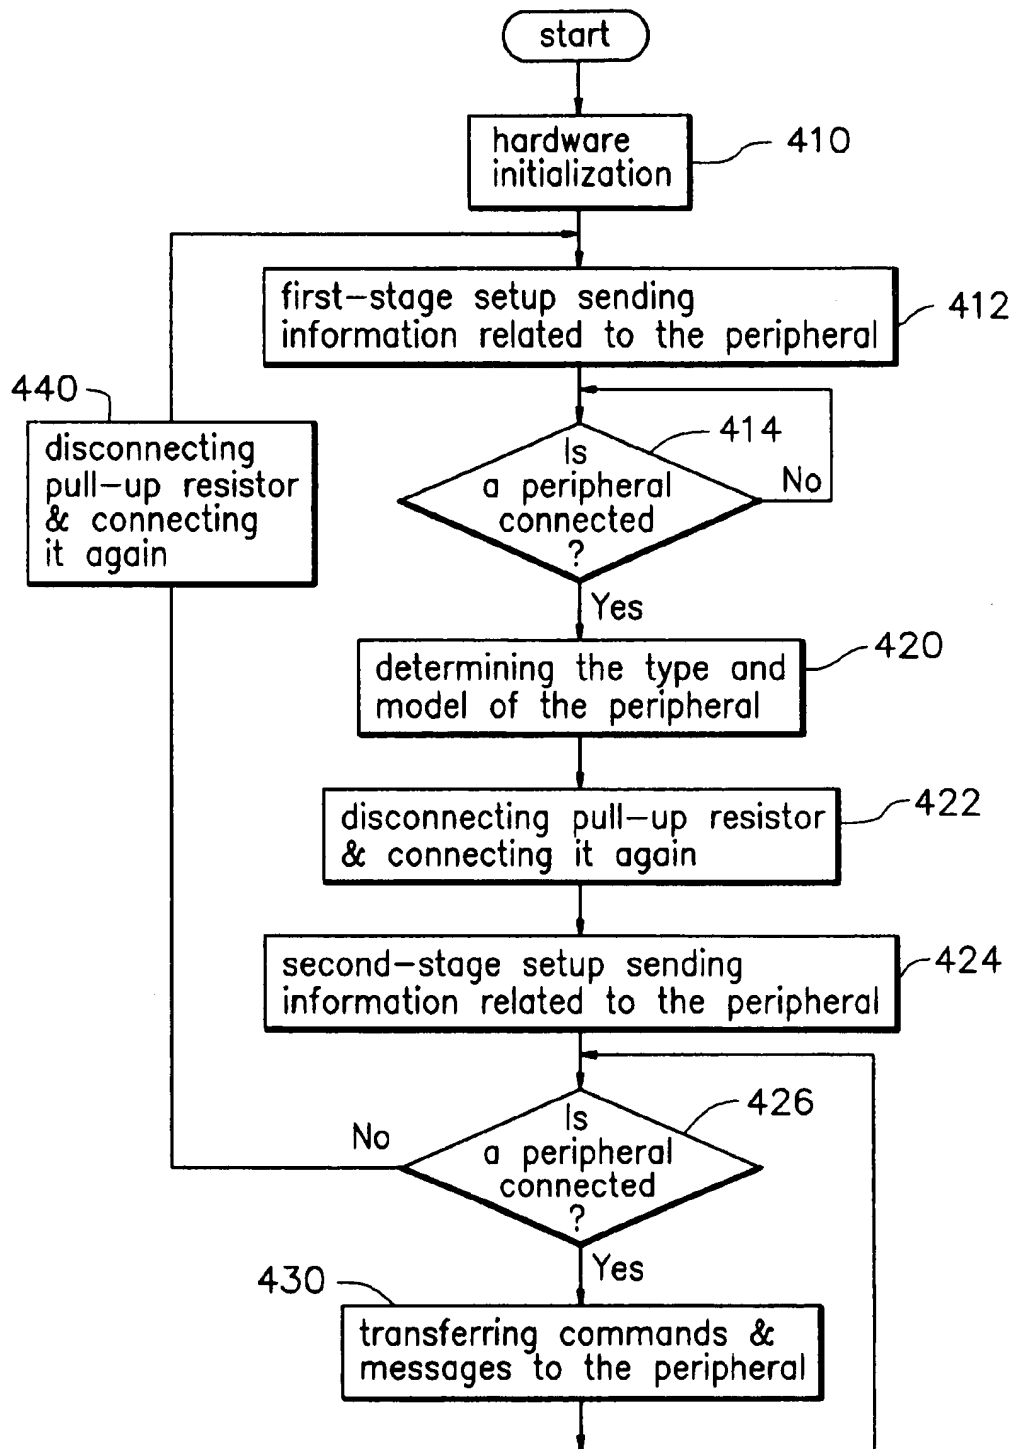 start
hardware
initialization
410
first-stage setup sending
information related to the peripheral
412
440
disconnecting
pull-up resistor
& connecting
it again
414
Is
a peripheral
connected
?
No
Yes
determining the type and
model of the peripheral
420
disconnecting pull-up resistor
& connecting it again
422
second-stage setup sending
information related to the peripheral
424
426
Is
a peripheral
connected
?
No
Yes
430
transferring commands &
messages to the peripheral